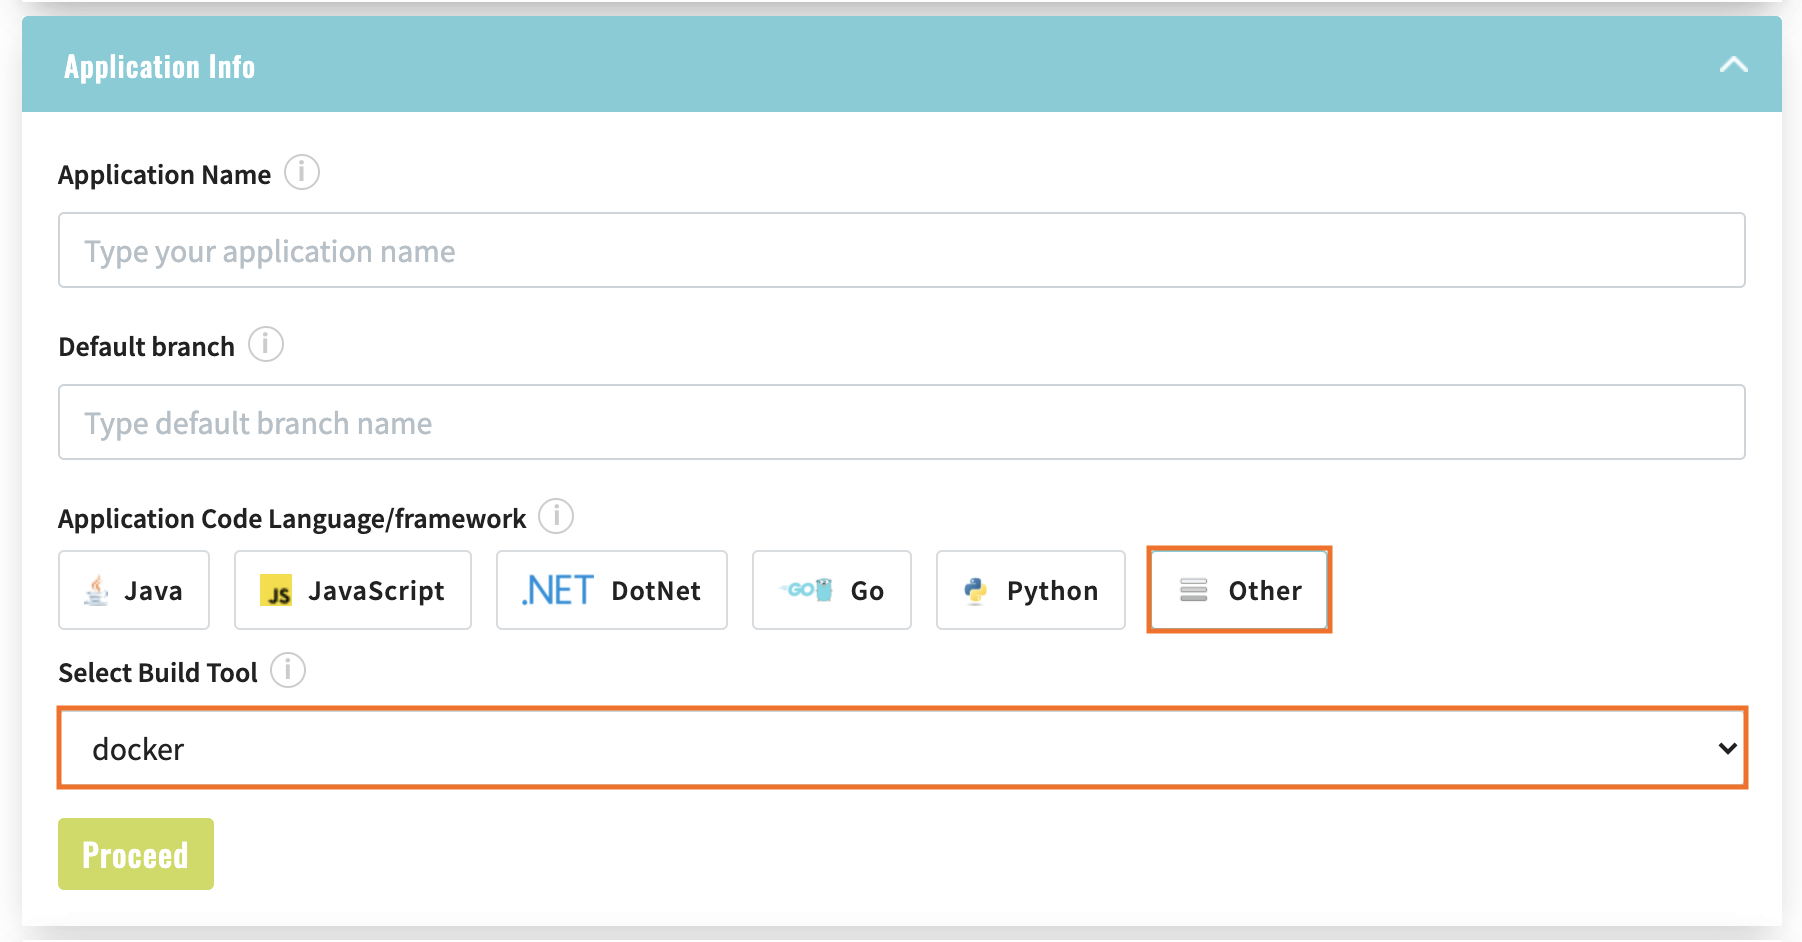 Application Info
Application Name
Type your application name
Default branch
Type default branch name
Application Code Language/framework
Java JS JavaScript .NET DotNet GO Go Python Other
Select Build Tool
docker
Proceed